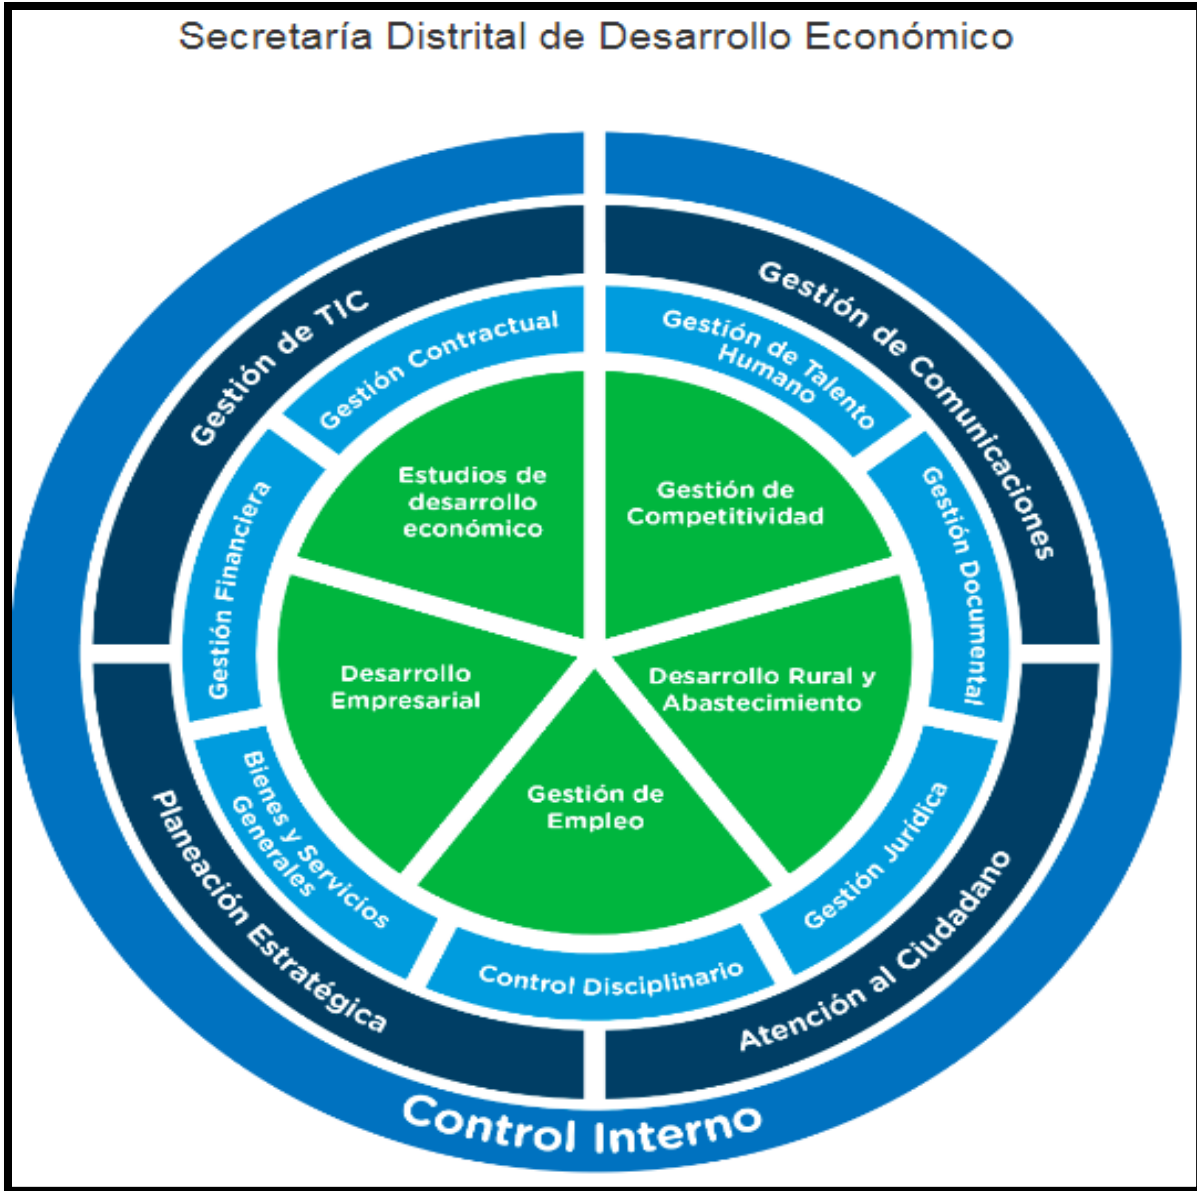 Secretaría Distrital de Desarrollo Económico
Gestión de TIC
Gestión de Comunicaciones
Gestión Contractual
Gestión de Talento
Humano
Gestión Financiera
Gestión Documental
Estudios de
desarrollo
económico
Gestión de
Competitividad
Desarrollo
Empresarial
Desarrollo Rural y
Abastecimiento
Gestión de
Empleo
Bienes y Servicios
Generales
Gestión Jurídica
Control Disciplinario
Planeación Estratégica
Atención al Ciudadano
Control Interno